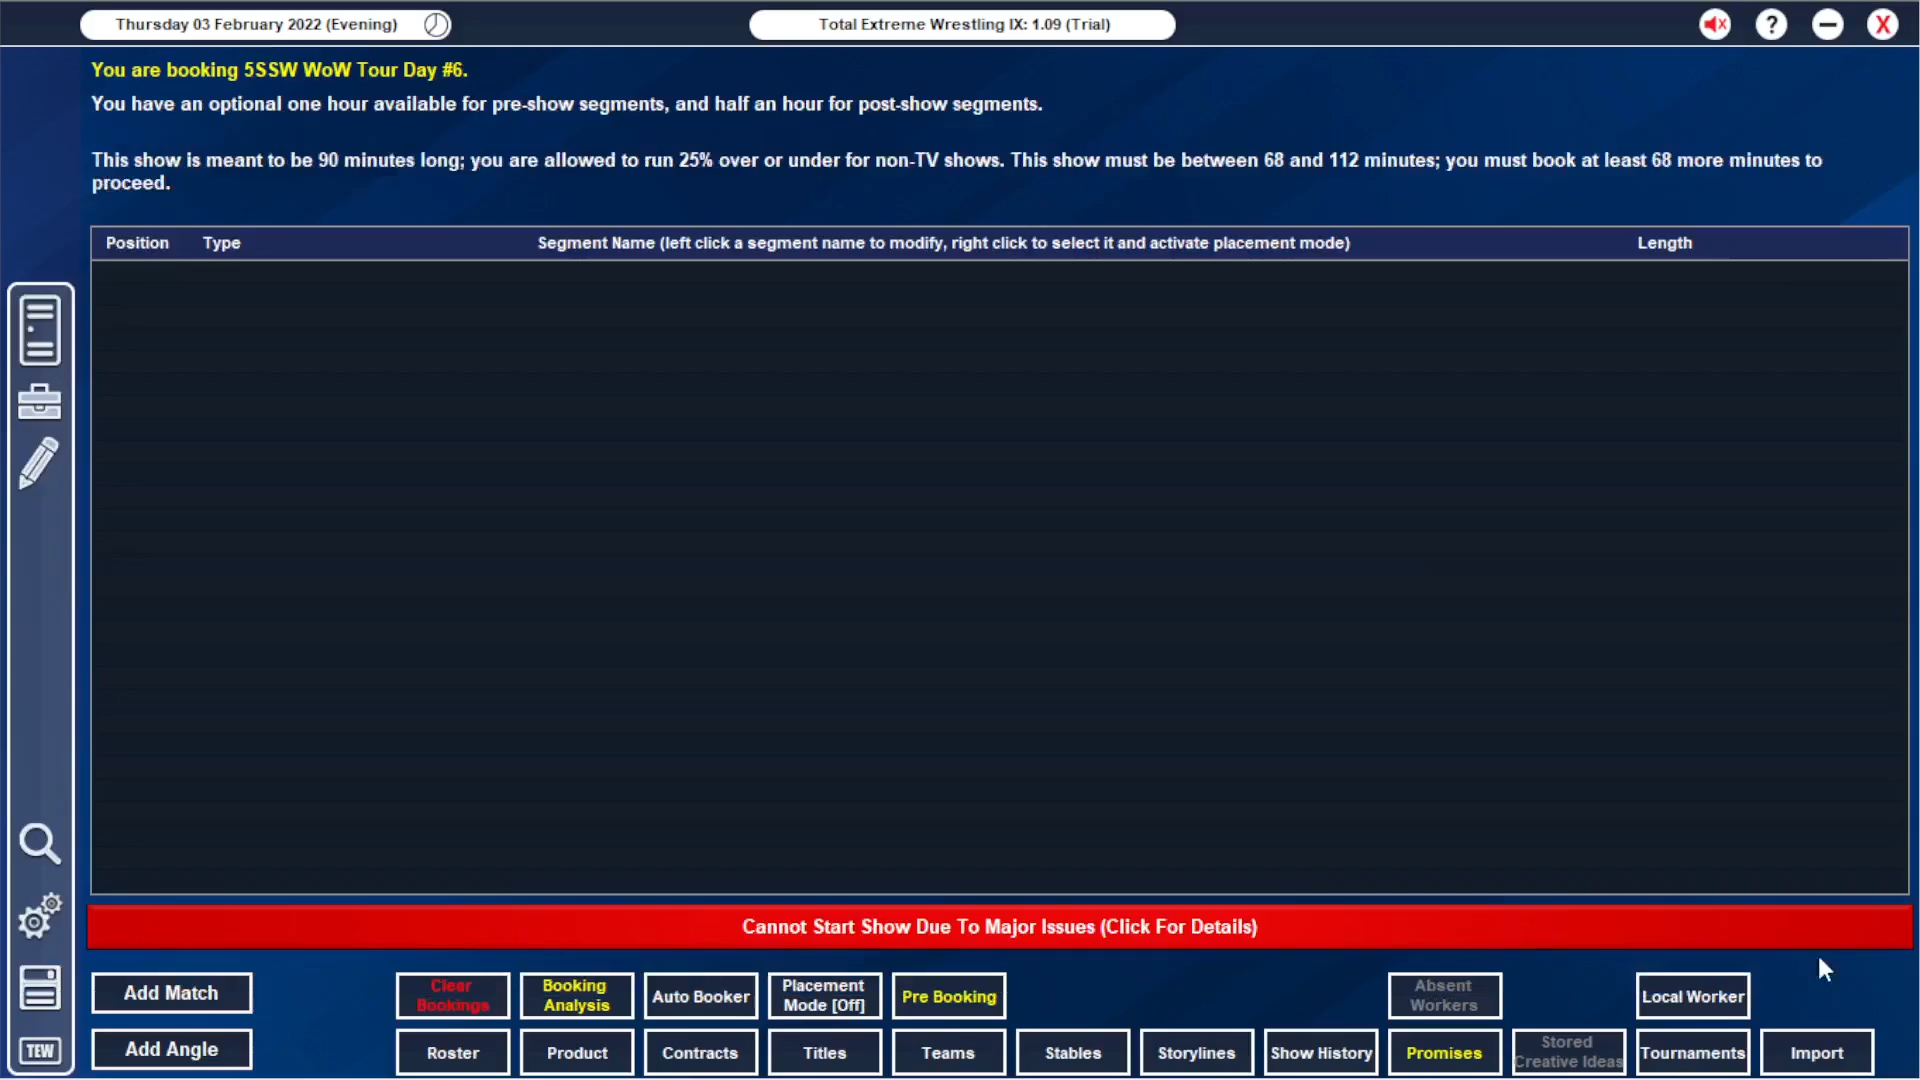 Thursday 03 February 2022 (Evening)
Total Extreme Wrestling IX: 1.09 (Trial)
? X
You are booking 5SSW WoW Tour Day #6.
You have an optional one hour available for pre-show segments, and half an hour for post-show segments.
This show is meant to be 90 minutes long; you are allowed to run 25% over or under for non-TV shows. This show must be between 68 and 112 minutes; you must book at least 68 more minutes to
proceed.
Position Type Segment Name (left click a segment name to modify, right click to select it and activate placement mode) Length
Cannot Start Show Due To Major Issues (Click For Details)
Add Match
Clear
Bookings
Booking
Analysis
Auto Booker
Placement
Mode [Off]
Pre Booking
Absent
Workers
Local Worker
TEW
Add Angle
Roster
Product
Contracts
Titles
Teams
Stables
Storylines
Show History
Promises
Stored
Creative Ideas
Tournaments
Import